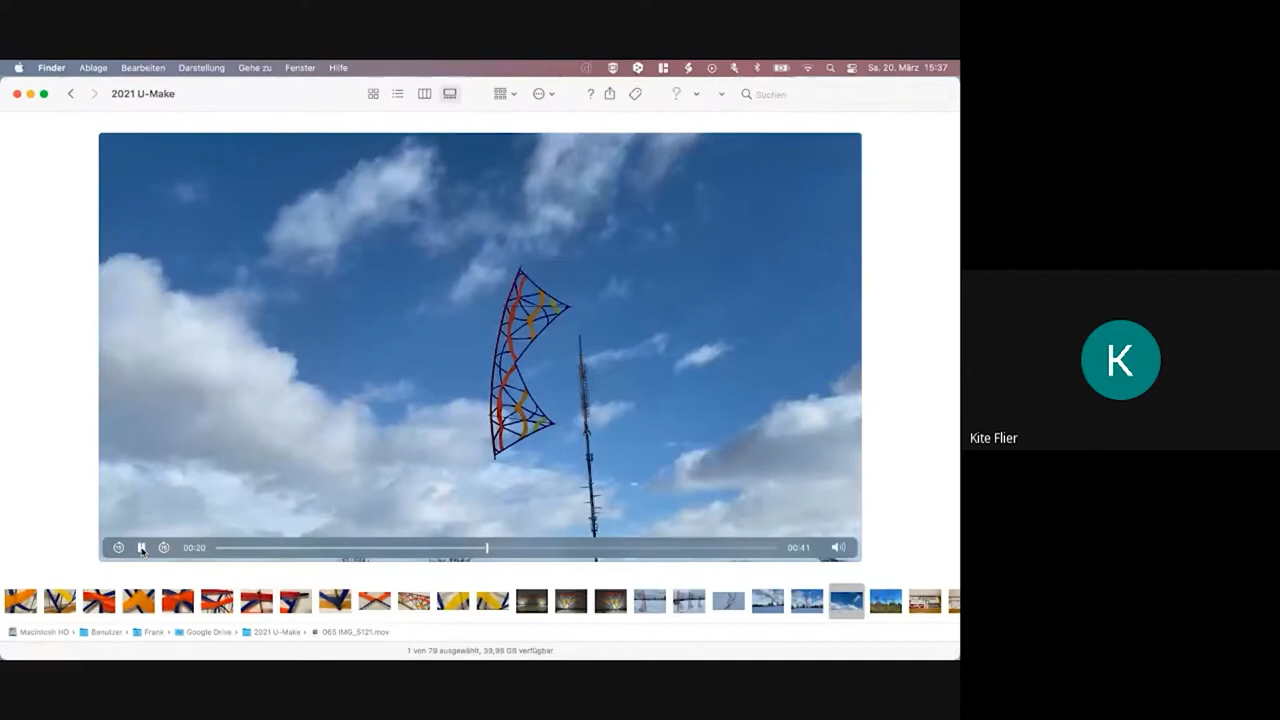 Finder Ablage Bearbeiten Darstellung Gehe zu Fenster Hilfe Sa. 20. März 15:37
2021 U-Make
Suchen
00:20 00:41
K
Kite Flier
Macintosh HD Benutzer Frank Google Drive 2021 U-Make 065 IMG_5121.mov
1 von 79 ausgewählt, 39,98 GB verfügbar